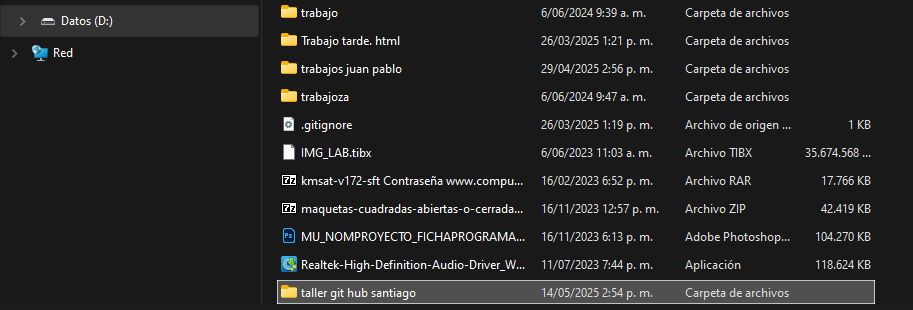 Datos (D:)
Red
trabajo 6/06/2024 9:39 a. m. Carpeta de archivos
Trabajo tarde. html 26/03/2025 1:21 p. m. Carpeta de archivos
trabajos juan pablo 29/04/2025 2:56 p. m. Carpeta de archivos
trabajoza 6/06/2024 9:47 a. m. Carpeta de archivos
.gitignore 26/03/2025 1:19 p. m. Archivo de origen ... 1 KB
IMG_LAB.tibx 6/06/2023 11:03 a. m. Archivo TIBX 35.674.568 ...
kmsat-v172-sft Contraseña www.compu... 16/02/2023 6:52 p. m. Archivo RAR 17.766 KB
maquetas-cuadradas-abiertas-o-cerrada... 16/11/2023 12:57 p. m. Archivo ZIP 42.419 KB
MU_NOMPROYECTO_FICHAPROGRAMA... 16/11/2023 6:13 p. m. Adobe Photoshop... 104.270 KB
Realtek-High-Definition-Audio-Driver_W... 11/07/2023 7:44 p. m. Aplicación 118.624 KB
taller git hub santiago 14/05/2025 2:54 p. m. Carpeta de archivos